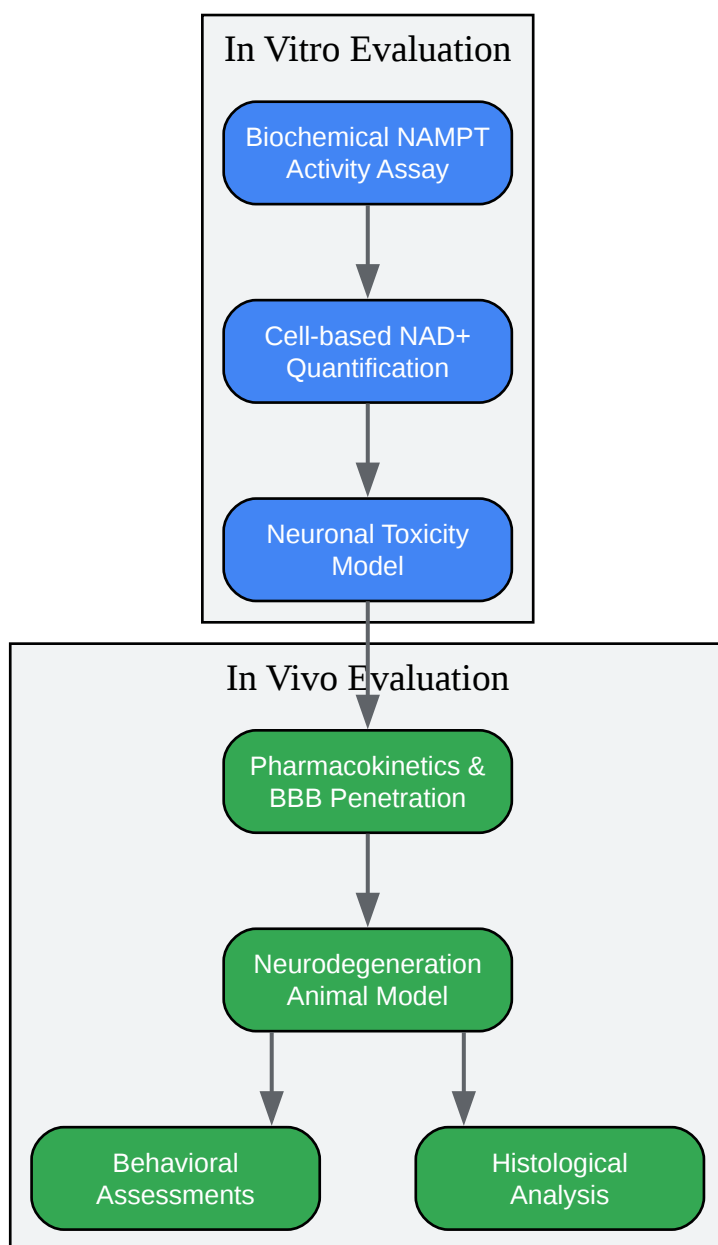 In Vitro Evaluation
Biochemical NAMPT
Activity Assay
Cell-based NAD+
Quantification
Neuronal Toxicity
Model
In Vivo Evaluation
Pharmacokinetics &
BBB Penetration
Neurodegeneration
Animal Model
Behavioral
Assessments
Histological
Analysis